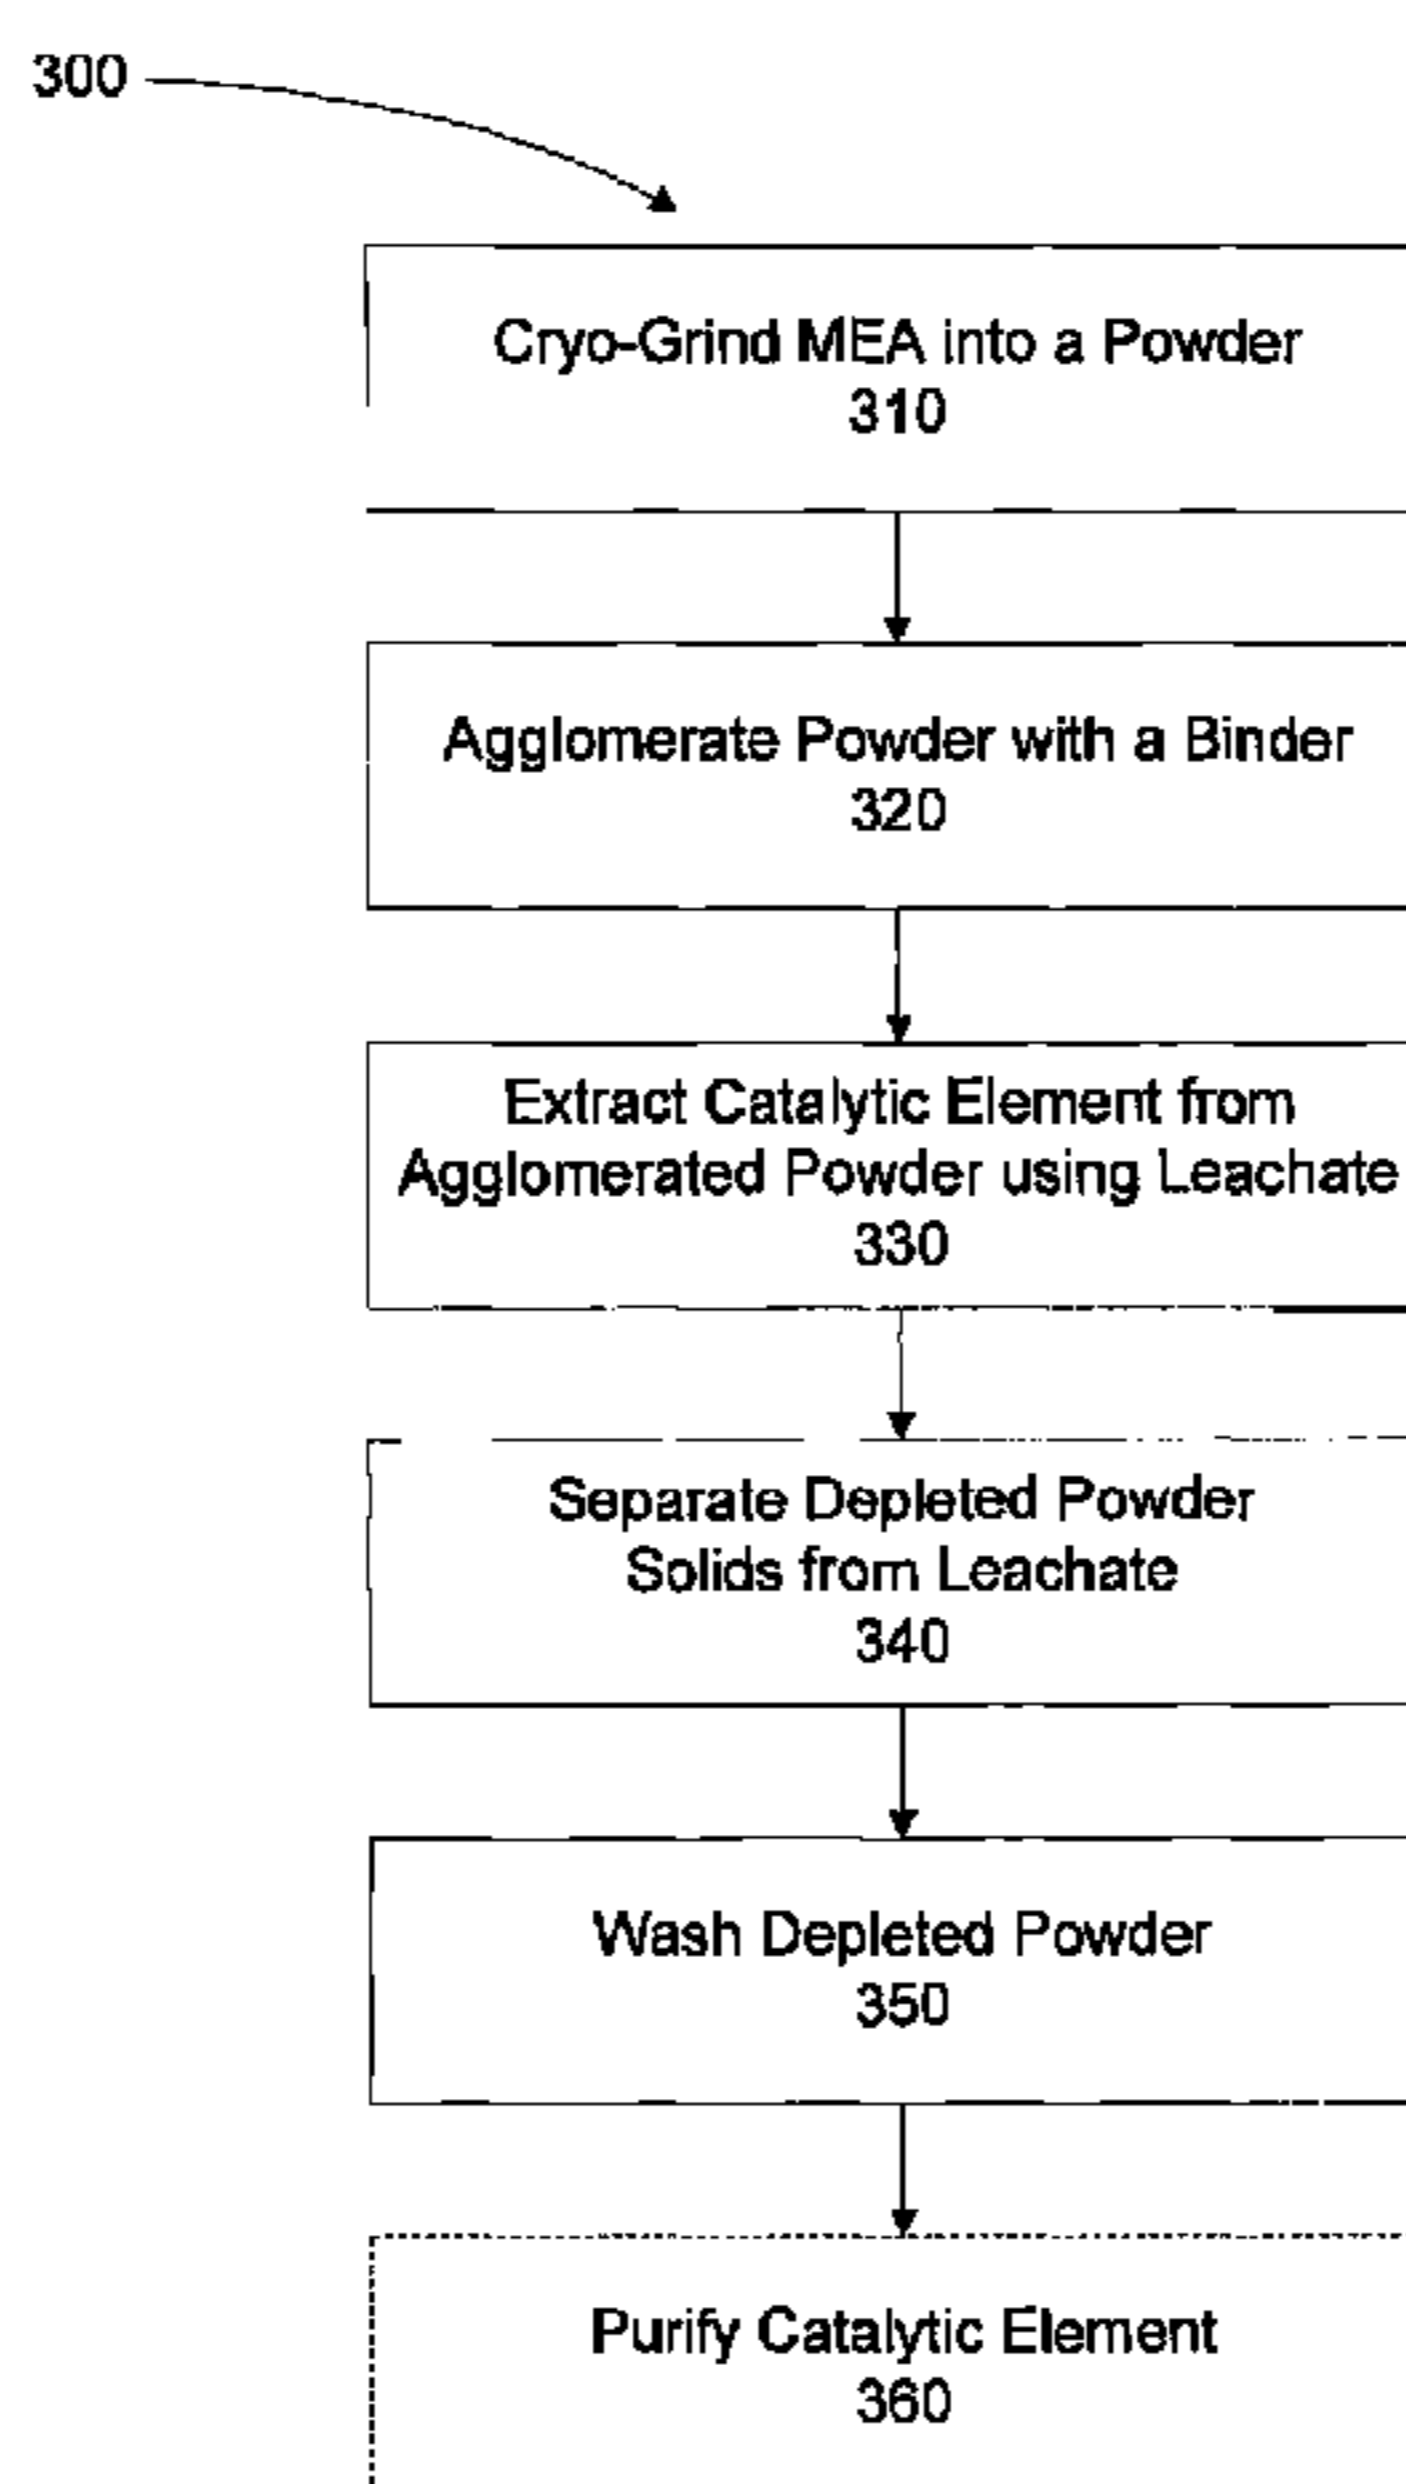 300
Cryo-Grind MEA into a Powder
310
Agglomerate Powder with a Binder
320
Extract Catalytic Element from
Agglomerated Powder using Leachate
330
Separate Depleted Powder
Solids from Leachate
340
Wash Depleted Powder
350
Purify Catalytic Element
360